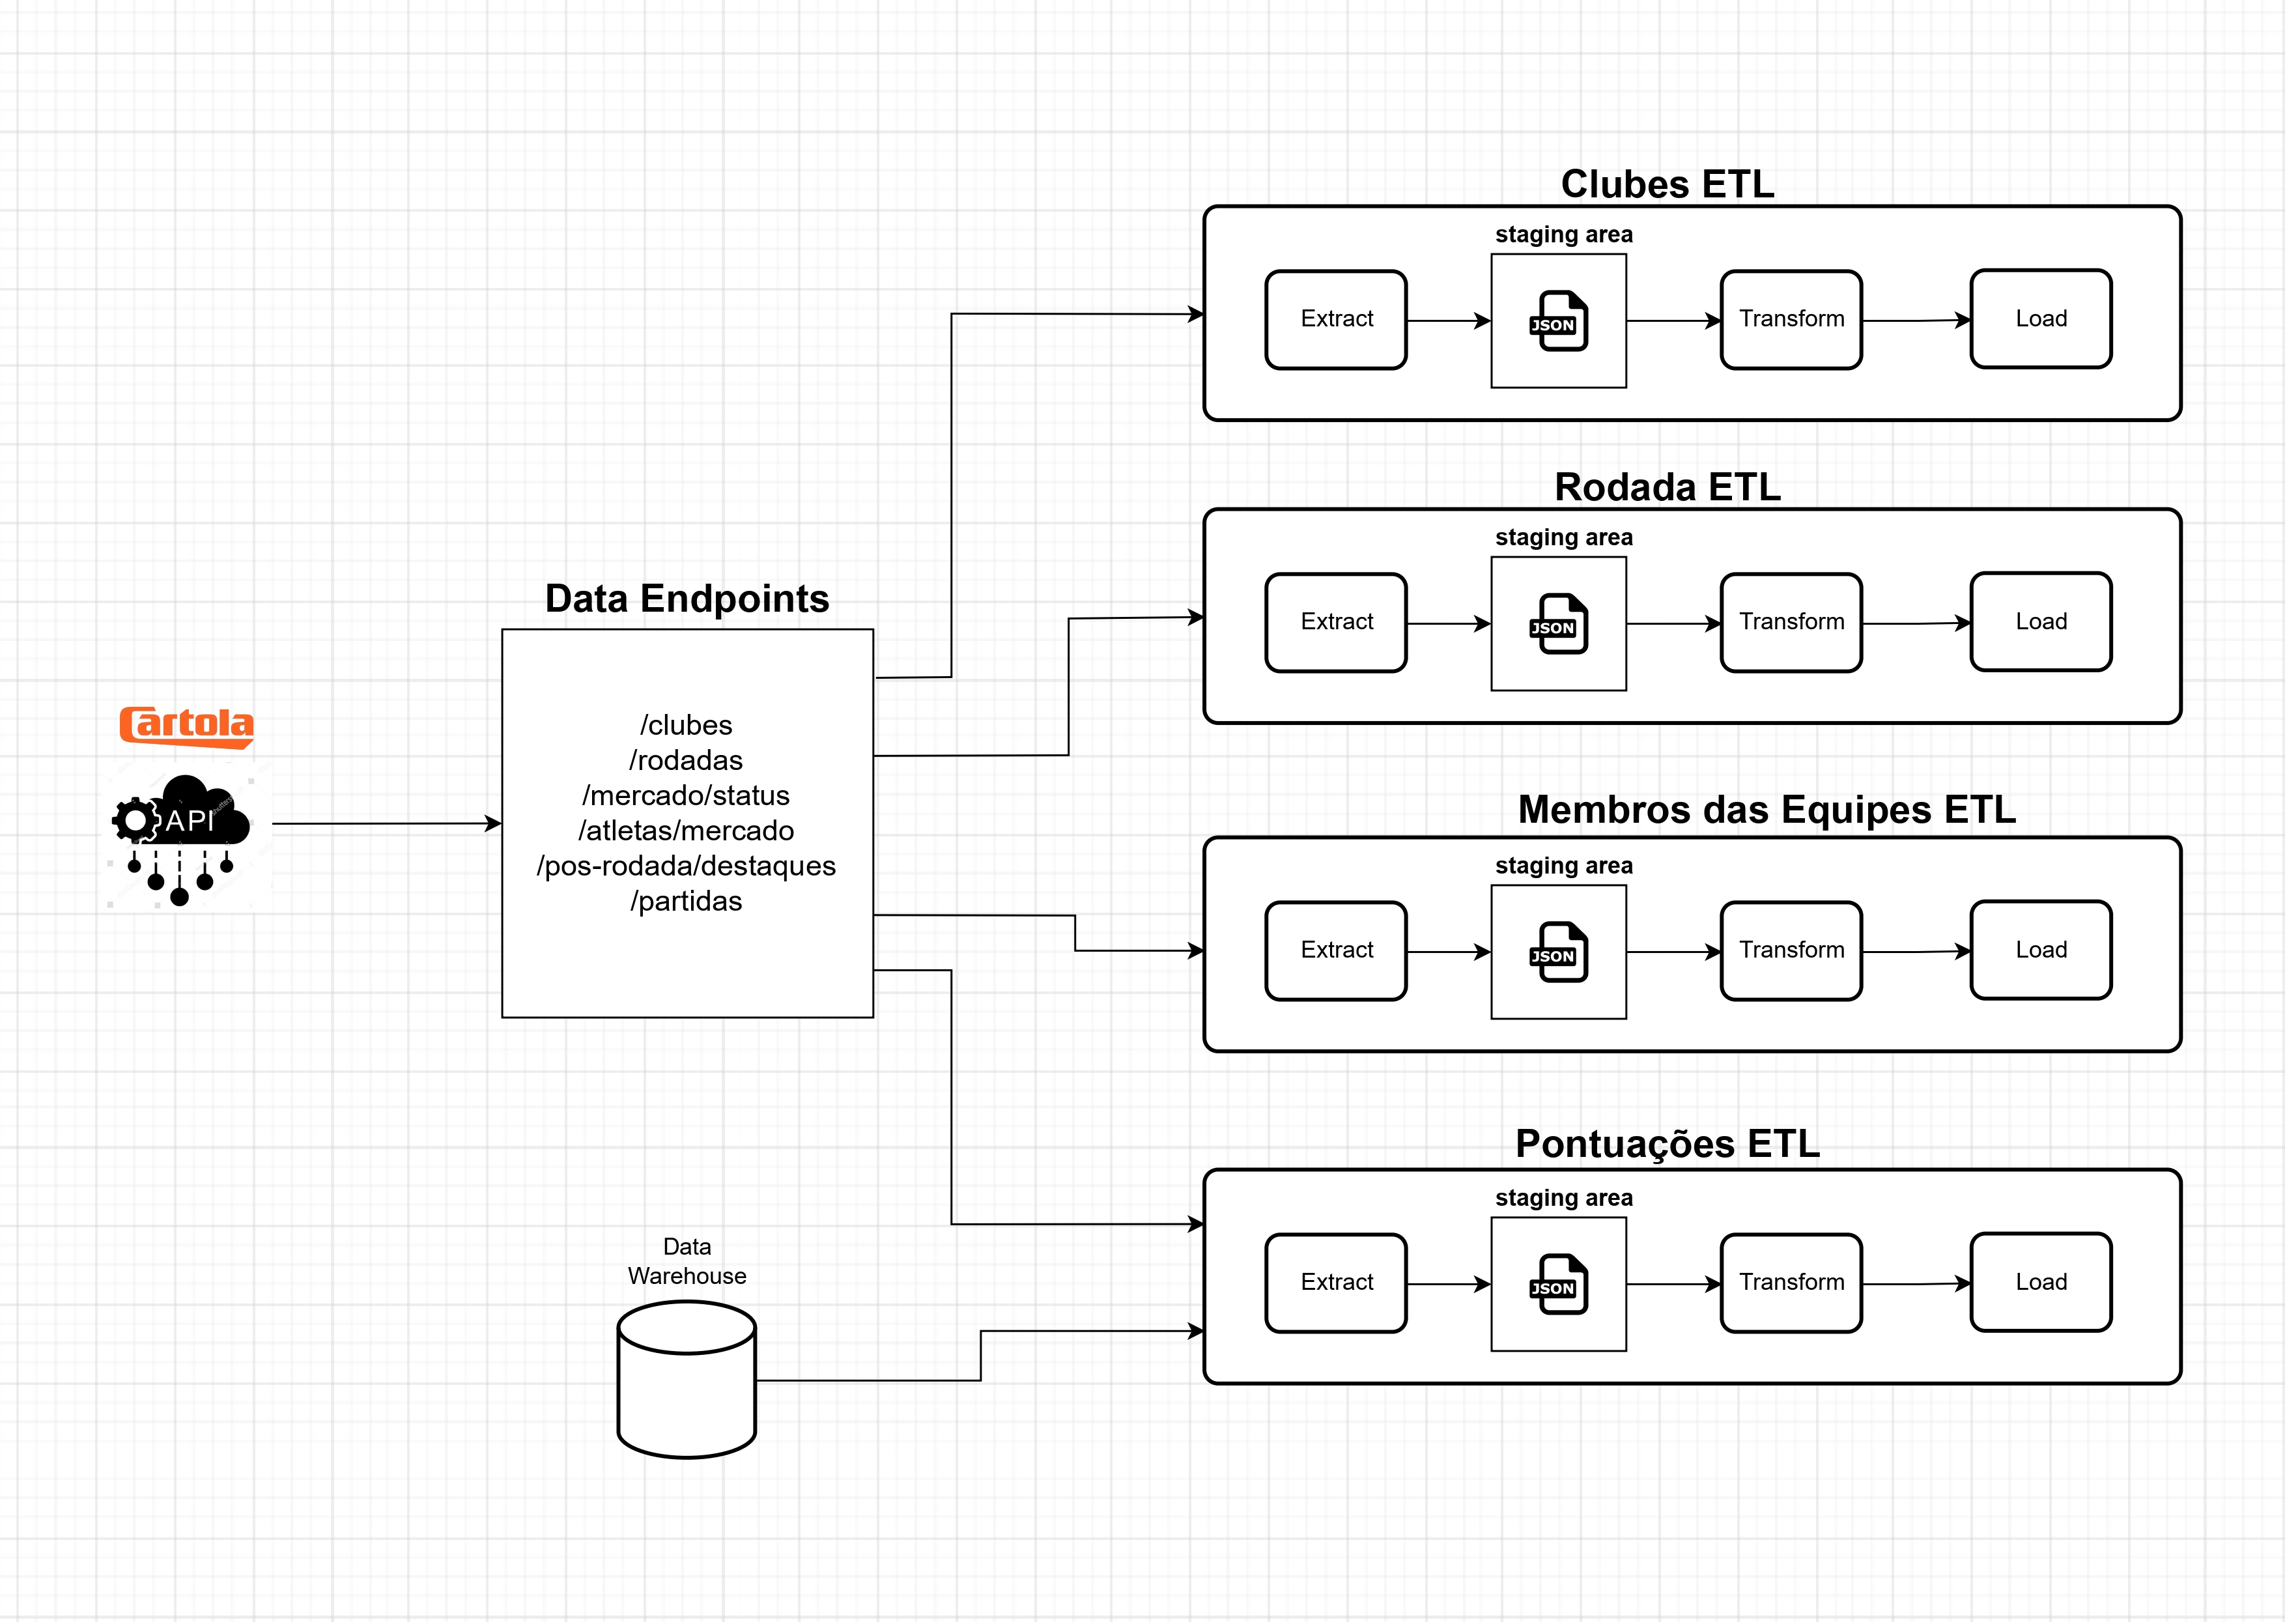 Clubes ETL
staging area
Extract
JSON
Transform
Load
Rodada ETL
staging area
Extract
JSON
Transform
Load
Data Endpoints
/clubes
/rodadas
/mercado/status
/atletas/mercado
/pos-rodada/destaques
/partidas
Cartola
API
Membros das Equipes ETL
staging area
Extract
JSON
Transform
Load
Pontuações ETL
staging area
Extract
JSON
Transform
Load
Data
Warehouse